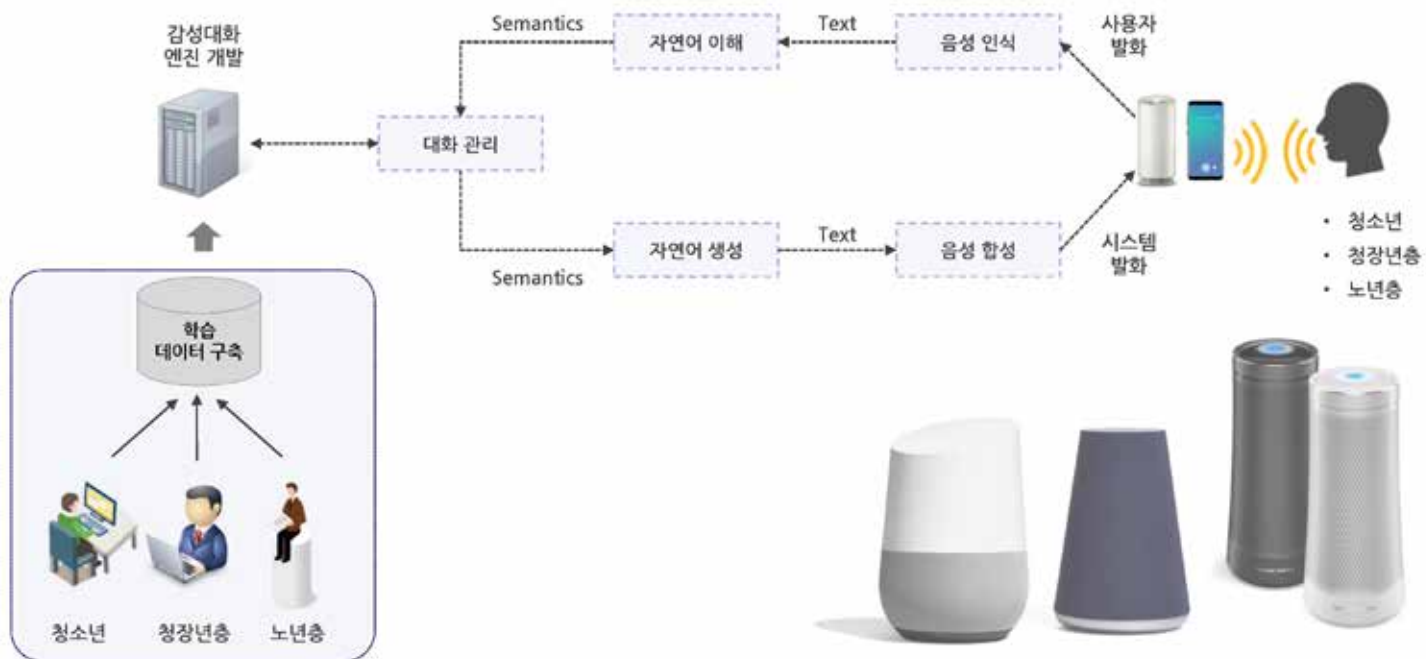 감성대화
엔진 개발
Semantics
자연어 이해
Text
음성 인식
사용자
발화
대화 관리
Semantics
자연어 생성
Text
음성 합성
시스템
발화
• 청소년
• 청장년층
• 노년층
학습
데이터 구축
청소년
청장년층
노년층